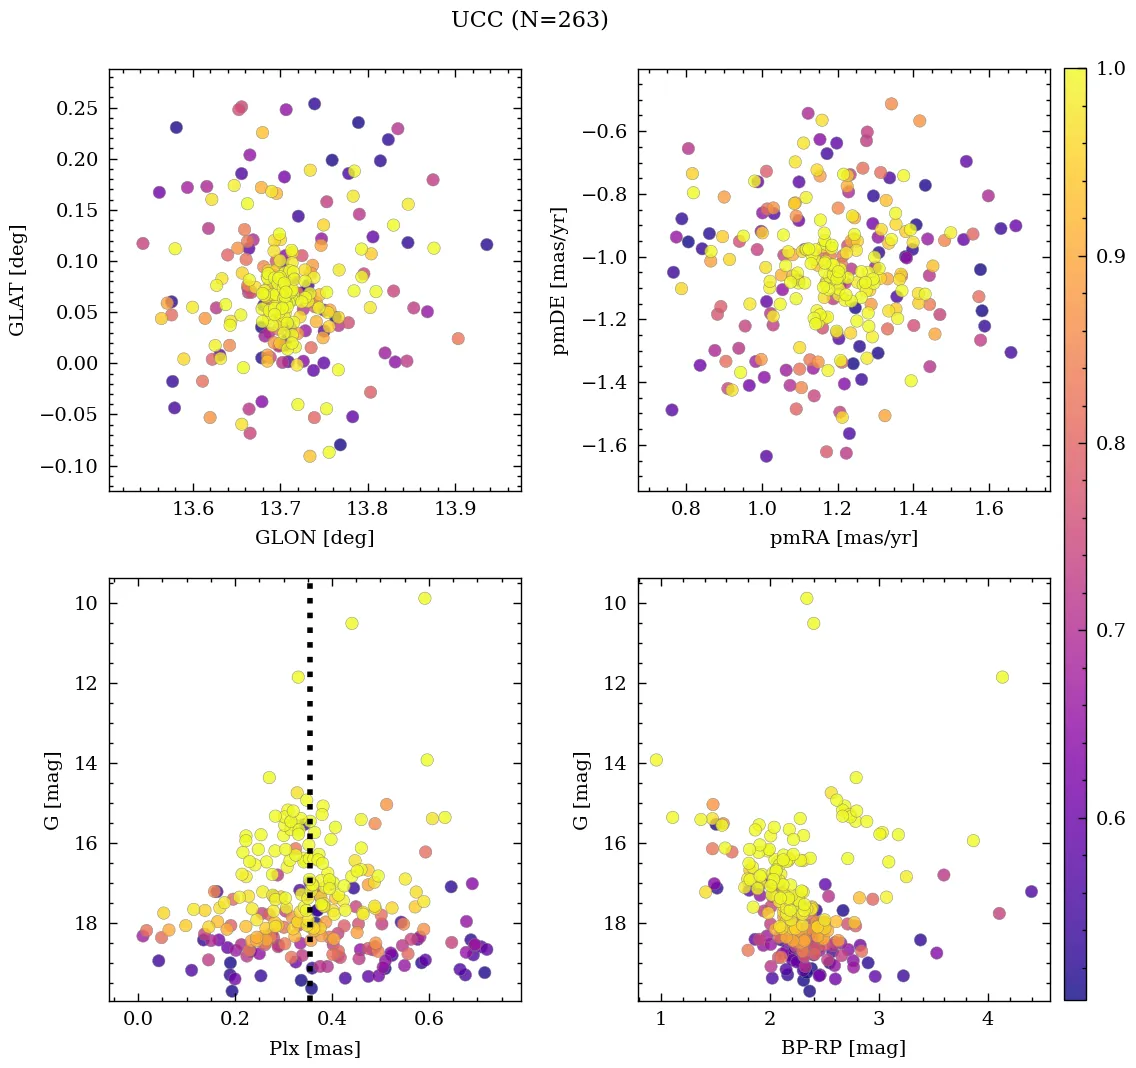 UCC (N=263)
GLAT [deg]
0.25
0.20
0.15
0.10
0.05
0.00
−0.05
−0.10
13.6 13.7 13.8 13.9
GLON [deg]
pmDE [mas/yr]
−0.6
−0.8
−1.0
−1.2
−1.4
−1.6
0.8 1.0 1.2 1.4 1.6
pmRA [mas/yr]
1.0
0.9
0.8
0.7
0.6
G [mag]
10
12
14
16
18
0.0 0.2 0.4 0.6
Plx [mas]
G [mag]
10
12
14
16
18
1 2 3 4
BP-RP [mag]